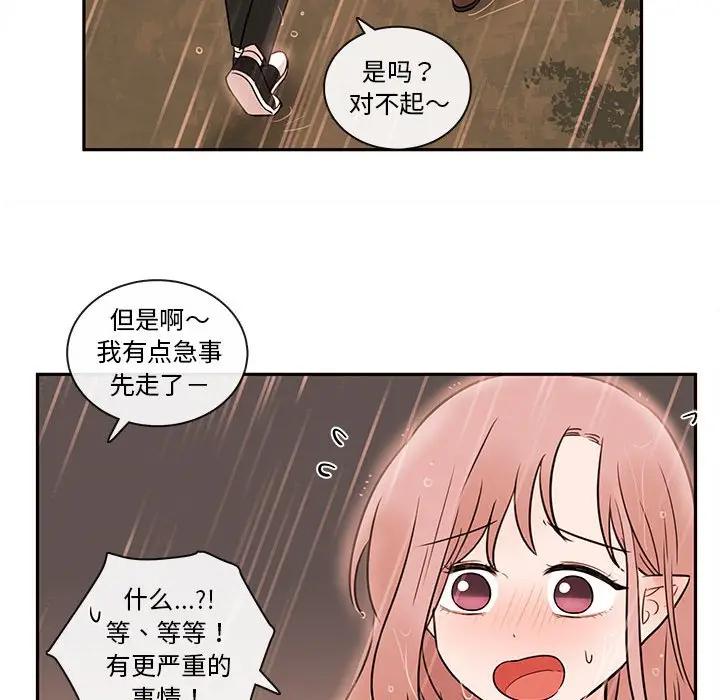 是吗？
对不起～
但是啊～
我有点急事
先走了－
什么...?!
等、等等！
有更严重的
事情！